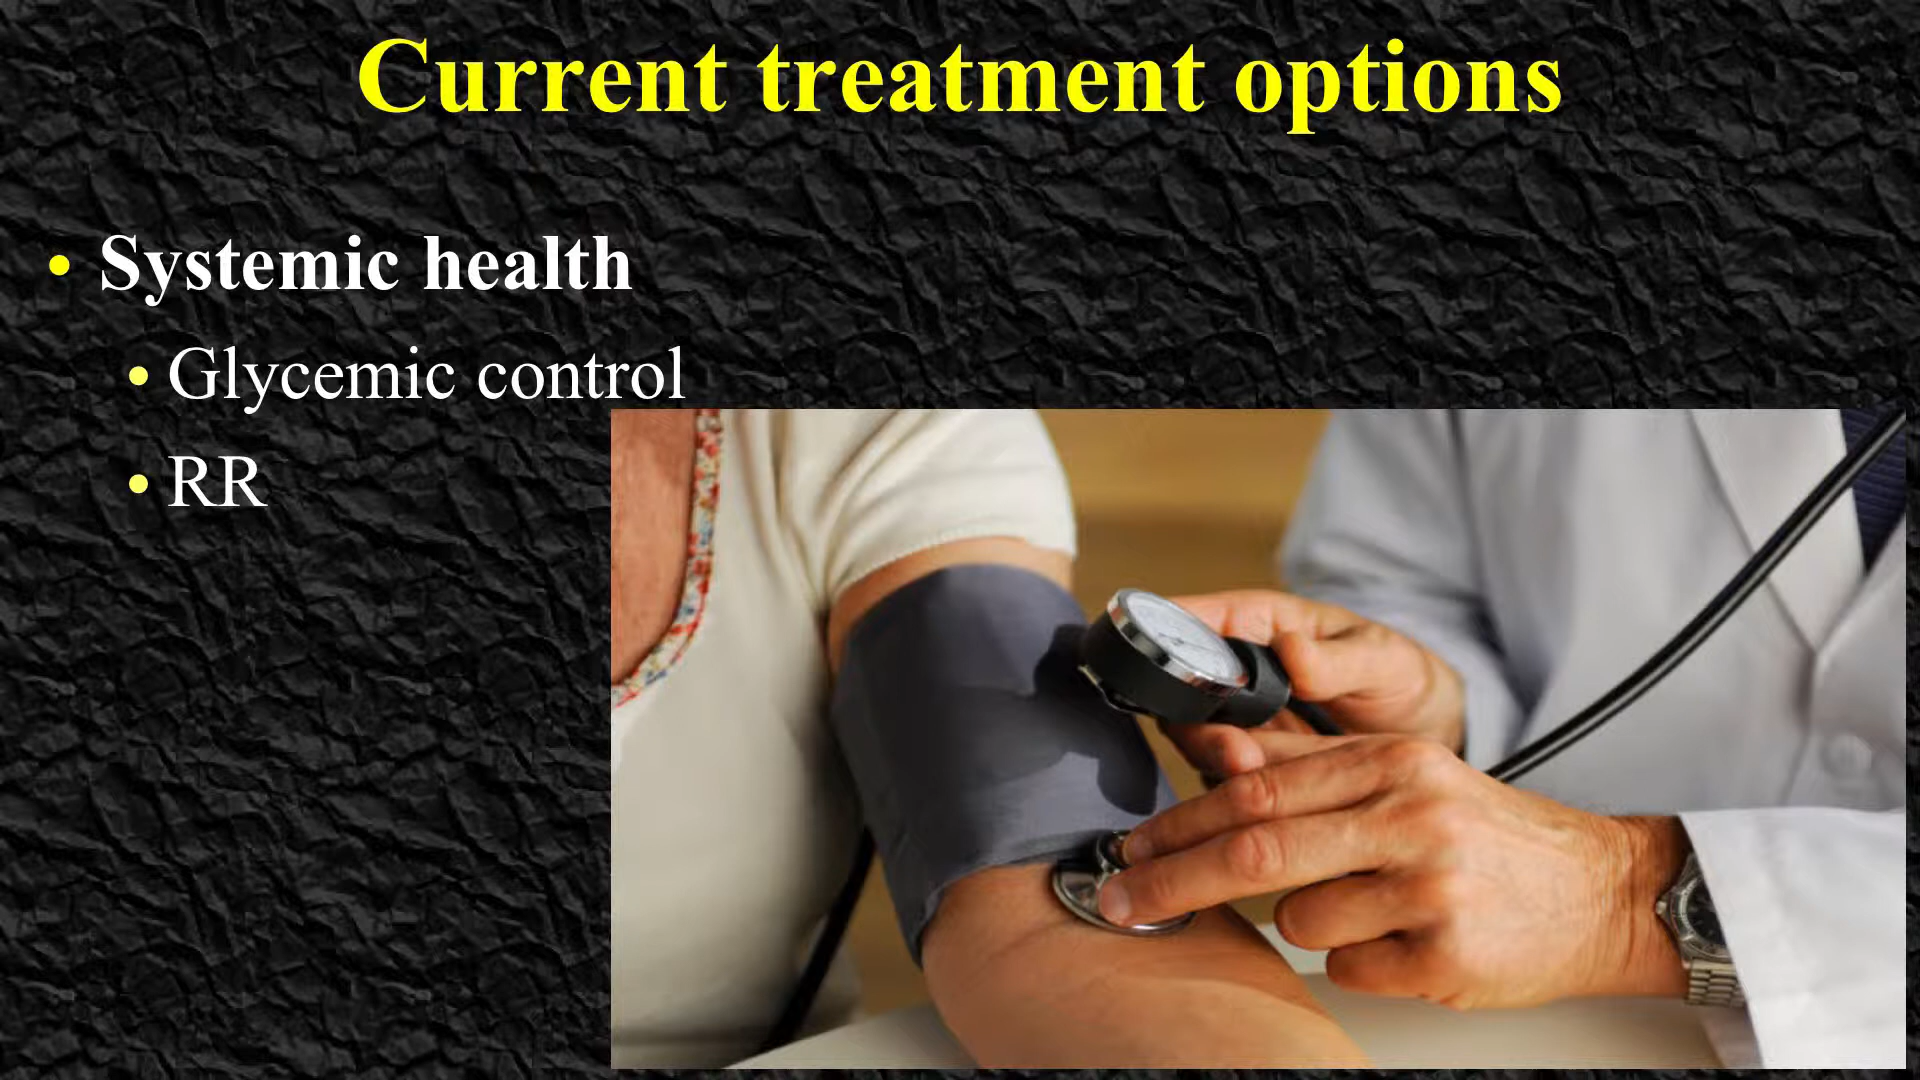 Current treatment options
• Systemic health
• Glycemic control
• RR